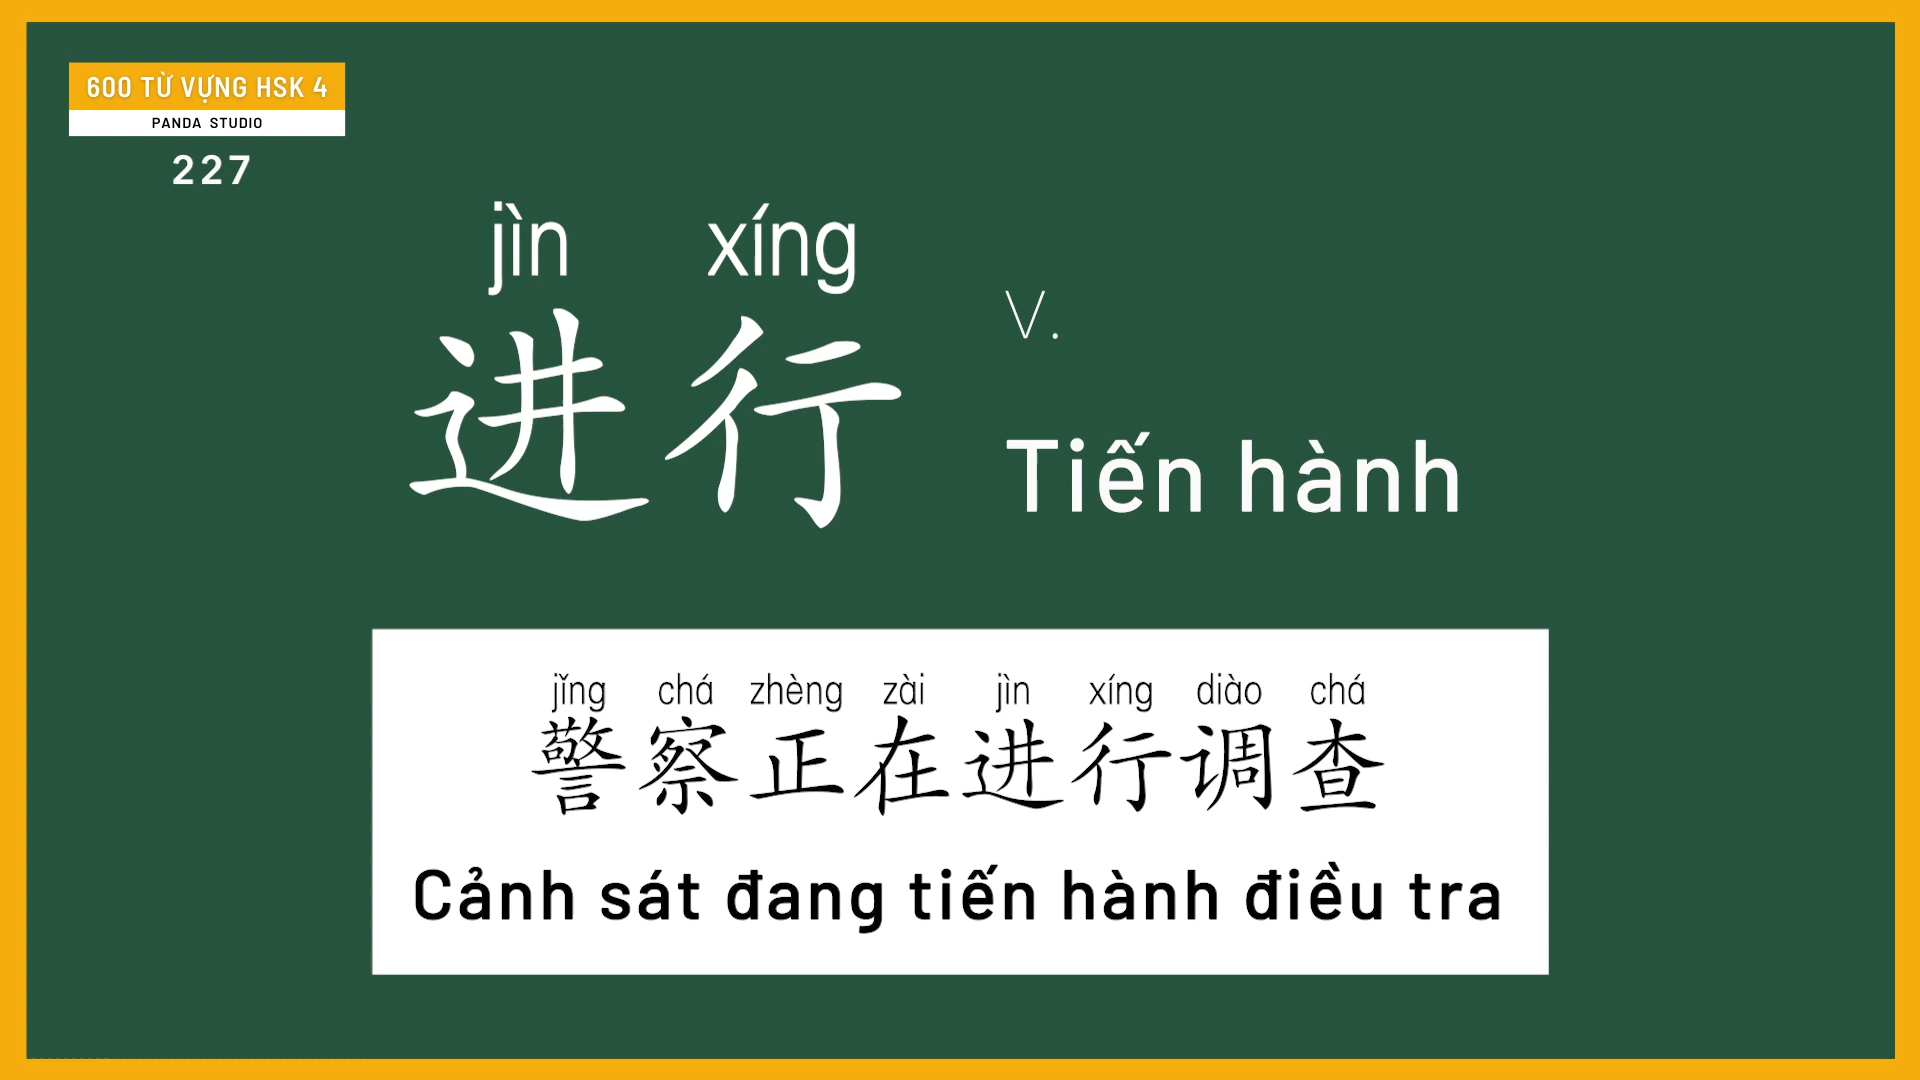 600 TỪ VỰNG HSK 4
PANDA STUDIO
227
jìn xíng
进行
V.
Tiến hành
jǐng chá zhèng zài jìn xíng diào chá
警察正在进行调查
Cảnh sát đang tiến hành điều tra